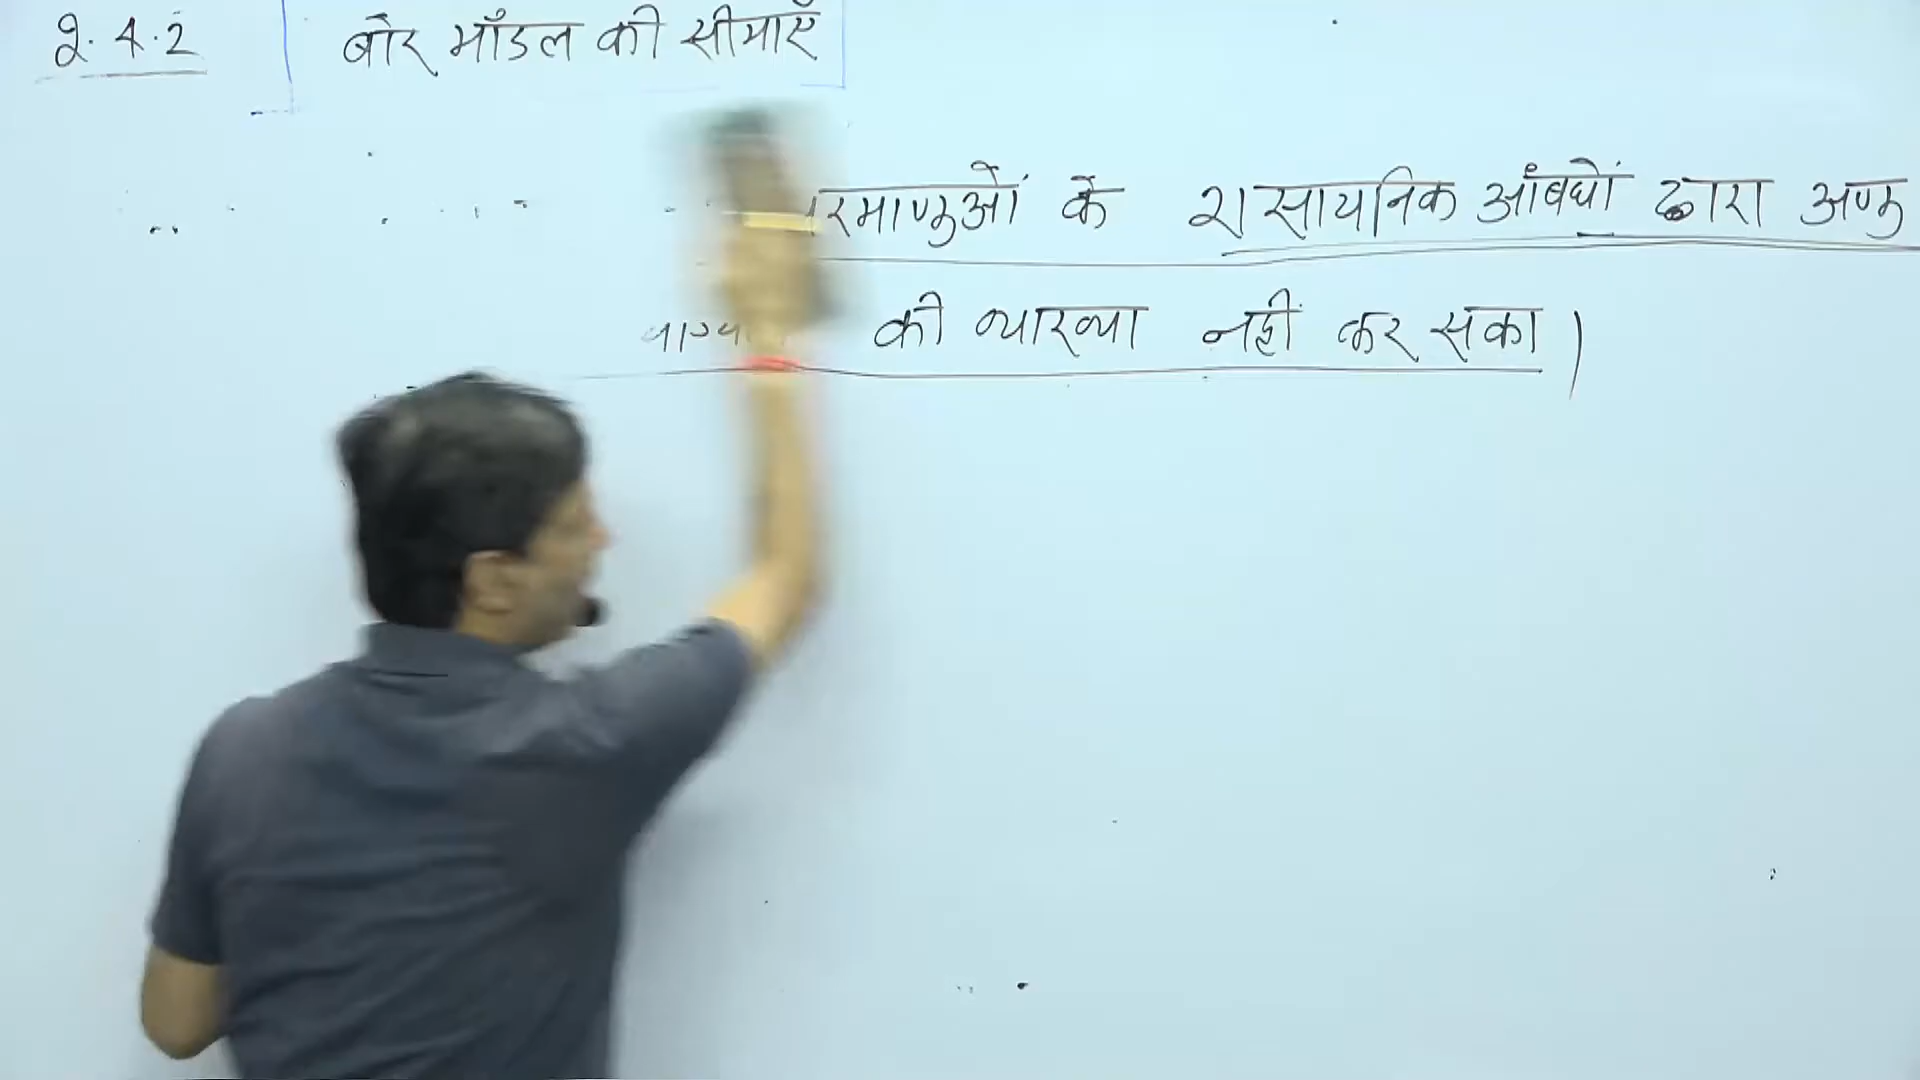 2.4.2 बोर मॉडल की सीमाएँ
रमाणुओं के रासायनिक आँबधों द्वारा अणु
की व्याख्या नहीं कर सका।